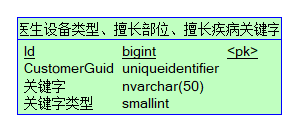 医生设备类型、擅长部位、擅长疾病关键字
Id bigint <pk>
CustomerGuid uniqueidentifier
关键字 nvarchar(50)
关键字类型 smallint